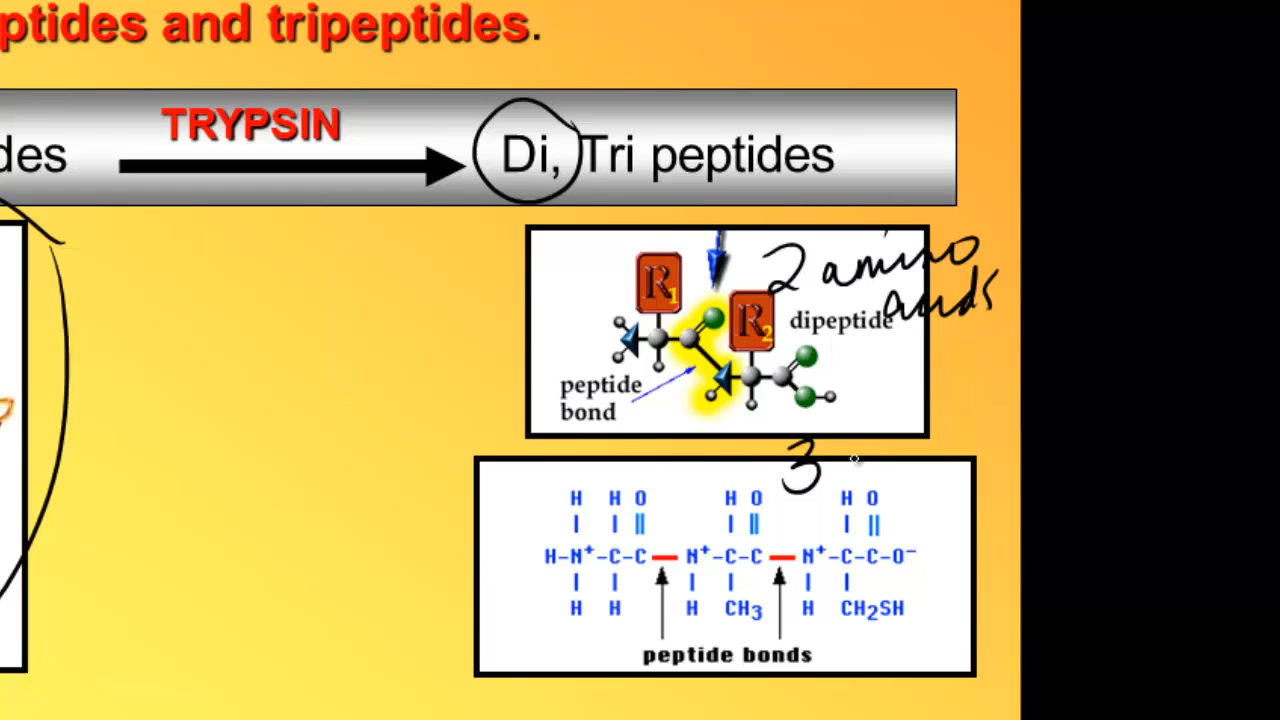 ptides and tripeptides.
TRYPSIN
des
Di, Tri peptides
2 amino
acids
R1
R2
dipeptide
peptide
bond
3
H H O H O H O
H-N+-C-C-N+-C-C-N+-C-C-O-
H H H CH3 H CH2SH
peptide bonds